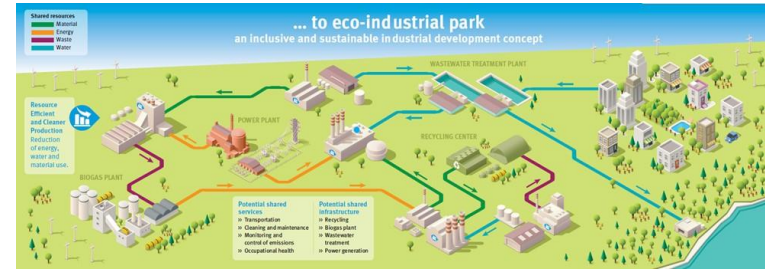 Shared resources
Material
Energy
Waste
Water
... to eco-industrial park
an inclusive and sustainable industrial development concept
WASTEWATER TREATMENT PLANT
Resource
Efficient
and Cleaner
Production
Reduction
of energy,
water and
material use.
POWER PLANT
RECYCLING CENTER
BIOGAS PLANT
Potential shared
services
» Transportation
» Cleaning and maintenance
» Monitoring and
control of emissions
» Occupational health
Potential shared
infrastructure
» Recycling
» Biogas plant
» Wastewater
treatment
» Power generation